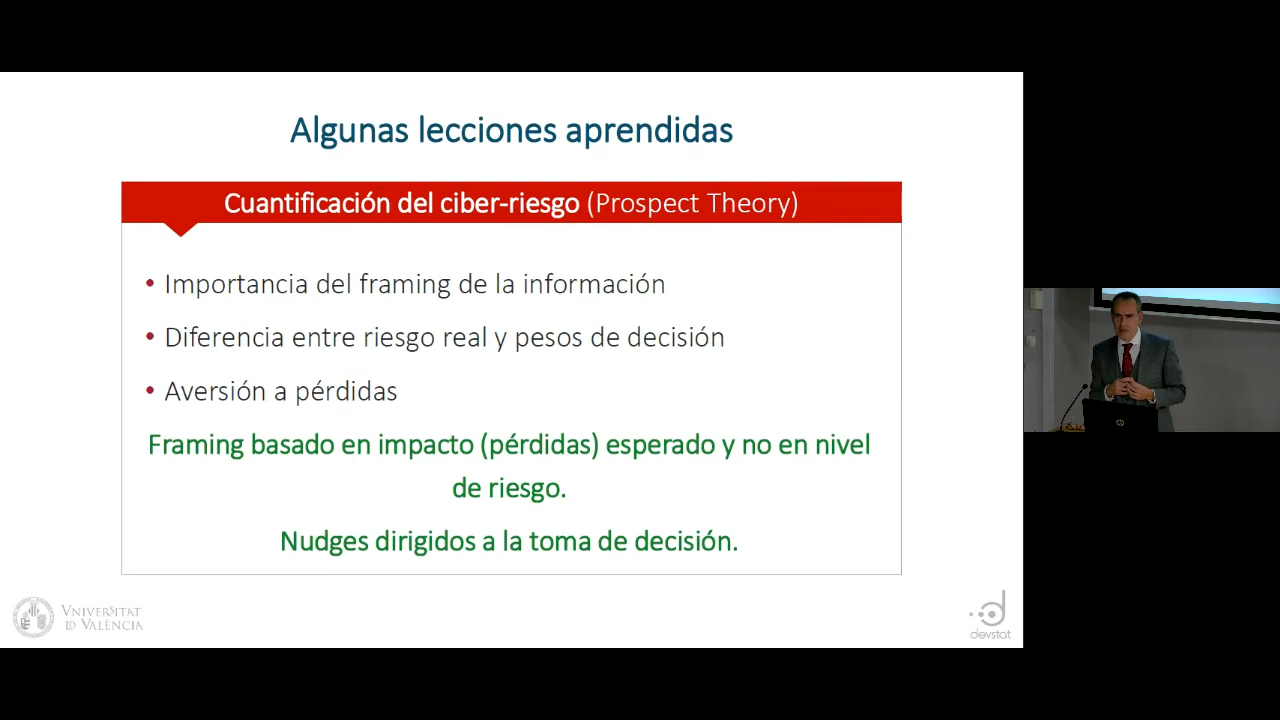 Algunas lecciones aprendidas
Cuantificación del ciber-riesgo (Prospect Theory)
• Importancia del framing de la información
• Diferencia entre riesgo real y pesos de decisión
• Aversión a pérdidas
Framing basado en impacto (pérdidas) esperado y no en nivel
de riesgo.
Nudges dirigidos a la toma de decisión.
VNIVERSITAT
ID VALÈNCIA
devstat